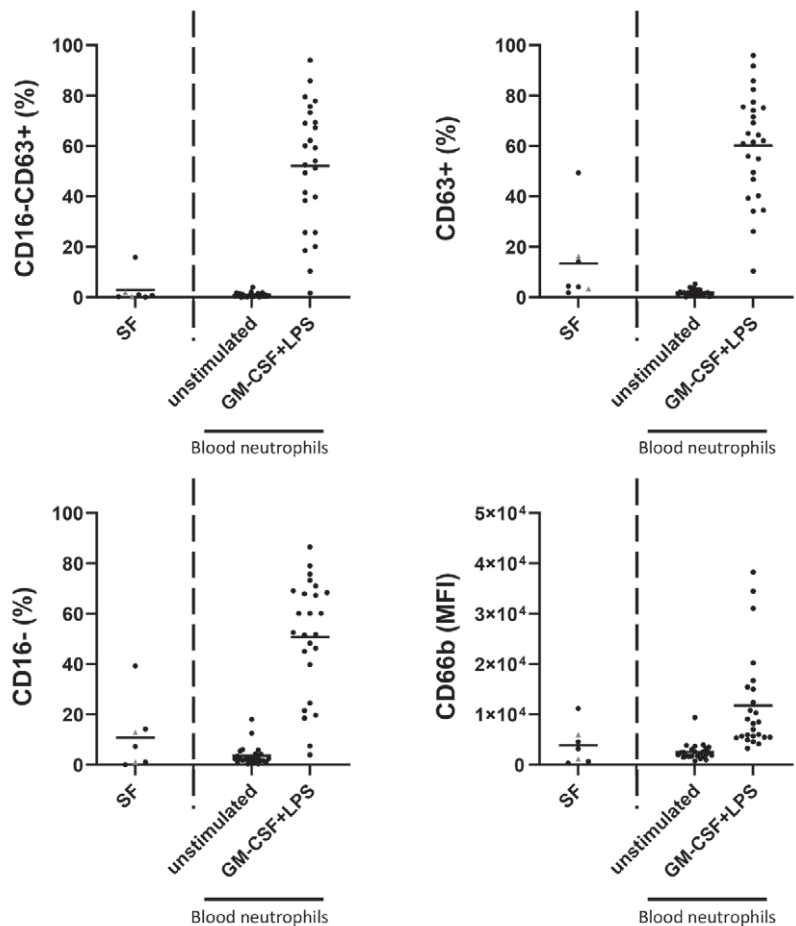 CD16-CD63+ (%)
100
80
60
40
20
0
SF
unstimulated
GM-CSF+LPS
Blood neutrophils
CD63+ (%)
100
80
60
40
20
0
SF
unstimulated
GM-CSF+LPS
Blood neutrophils
CD16- (%)
100
80
60
40
20
0
SF
unstimulated
GM-CSF+LPS
Blood neutrophils
CD66b (MFI)
5×10⁴
4×10⁴
3×10⁴
2×10⁴
1×10⁴
0
SF
unstimulated
GM-CSF+LPS
Blood neutrophils